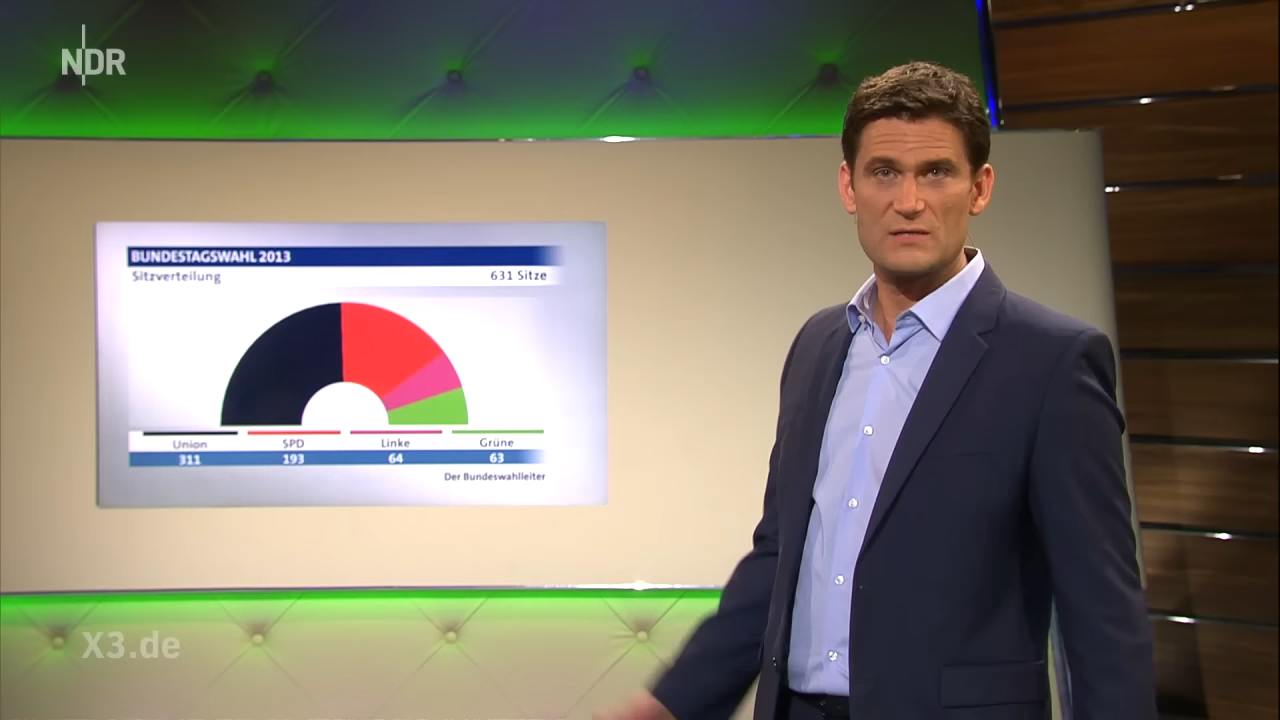 NDR
BUNDESTAGSWAHL 2013
Sitzverteilung 631 Sitze
Union SPD Linke Grüne
311 193 64 63
Der Bundeswahlleiter
X3.de